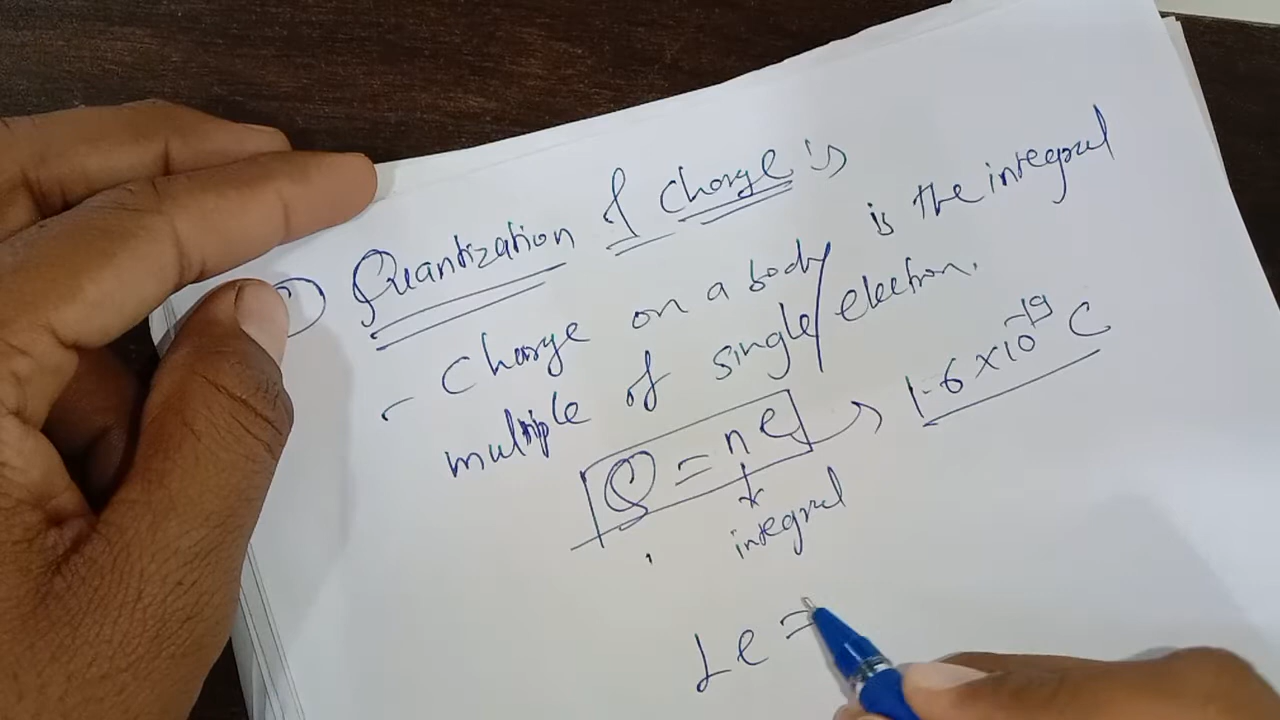 Quantization of charge is
- Charge on a body is the integral
multiple of single electron.
Q = ne → 1.6 × 10⁻¹⁹ C
integral
1e =